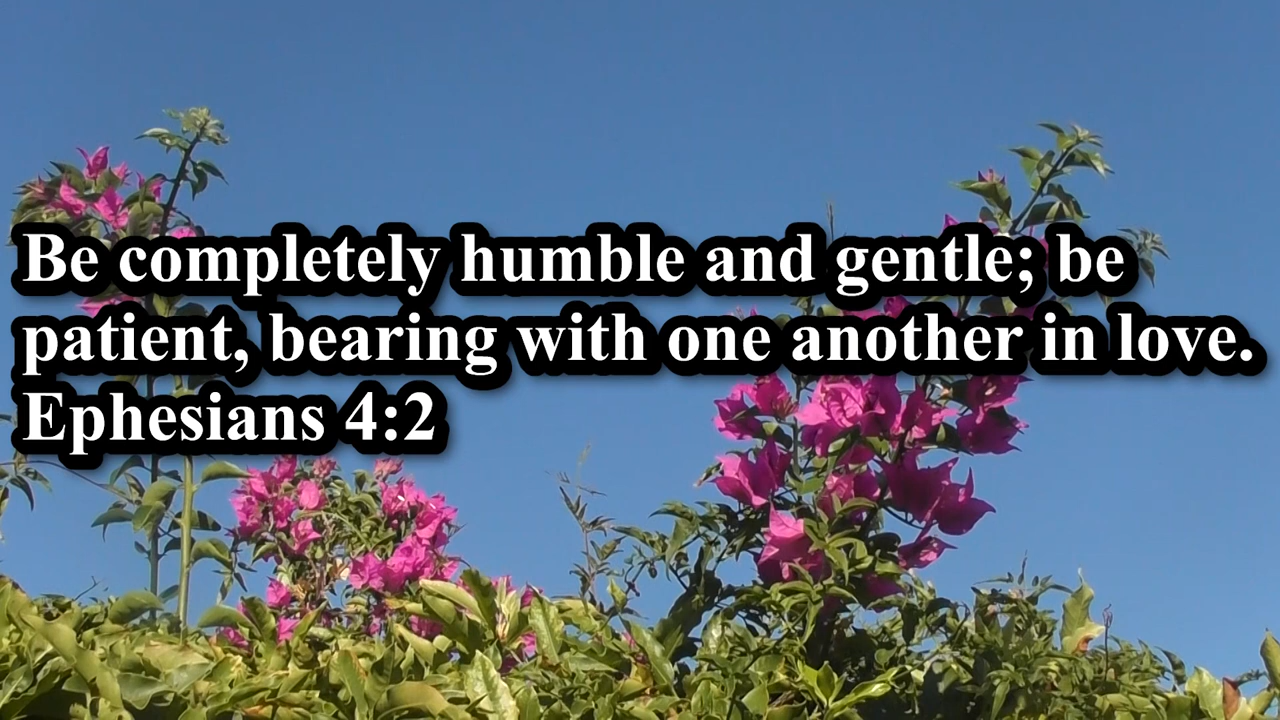 Be completely humble and gentle; be
patient, bearing with one another in love.
Ephesians 4:2